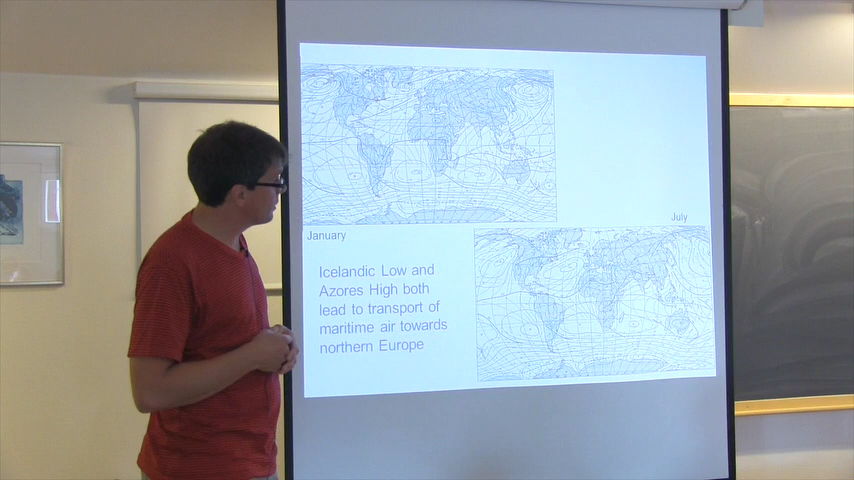 January
July
Icelandic Low and
Azores High both
lead to transport of
maritime air towards
northern Europe